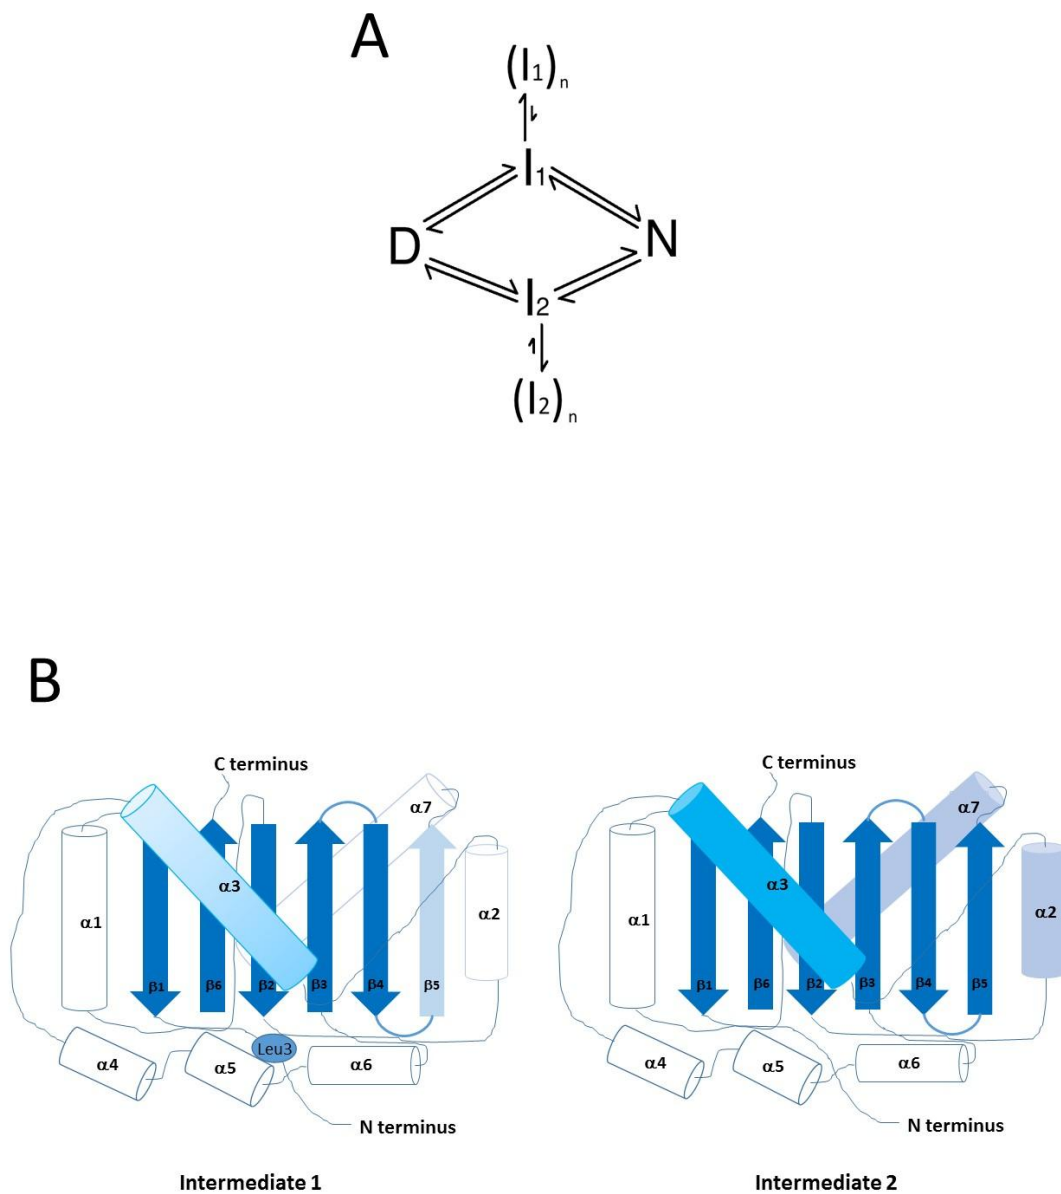 A
(I₁)ₙ
I₁
D
N
I₂
(I₂)ₙ
B
C terminus
α7
α3
α1
α2
β1
β6
β2
β3
β4
β5
Leu3
α4
α5
α6
N terminus
Intermediate 1
C terminus
α7
α3
α1
α2
β1
β6
β2
β3
β4
β5
α4
α5
α6
N terminus
Intermediate 2